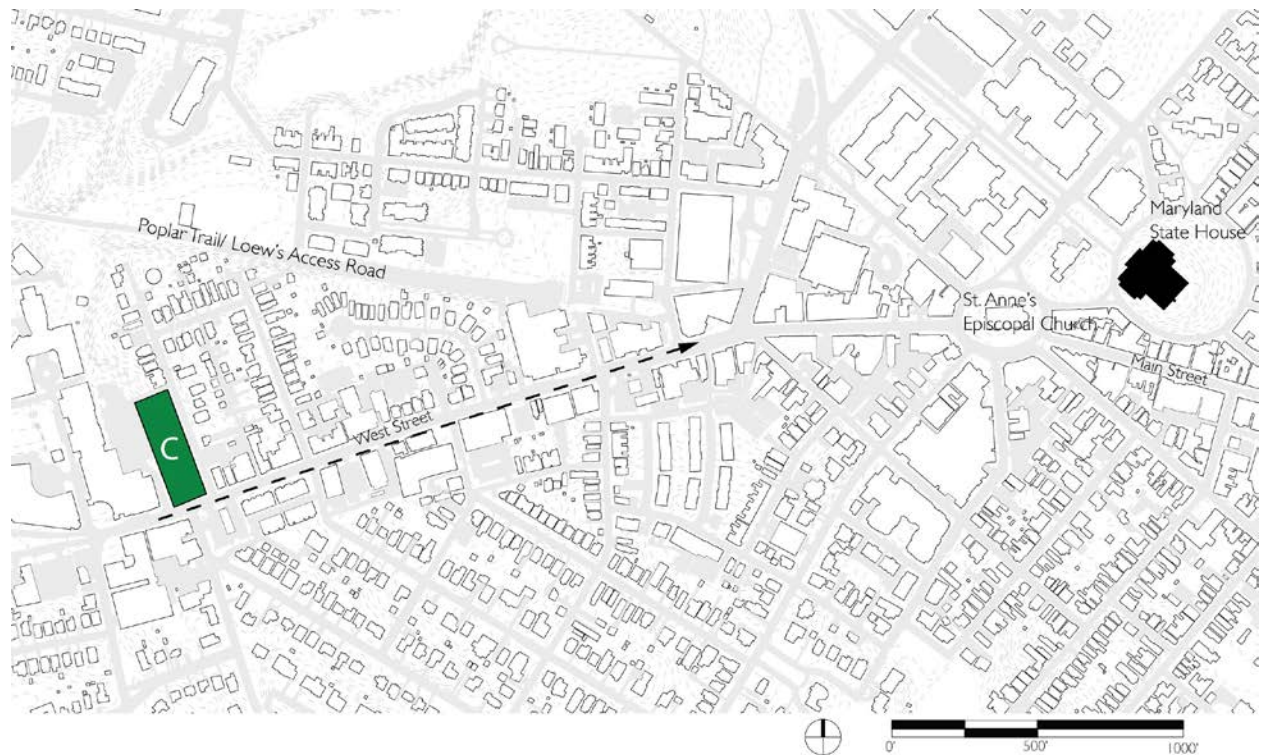 Maryland
State House
Poplar Trail/ Loew's Access Road
St. Anne's
Episcopal Church
Main Street
West Street
C
0'
500'
1000'